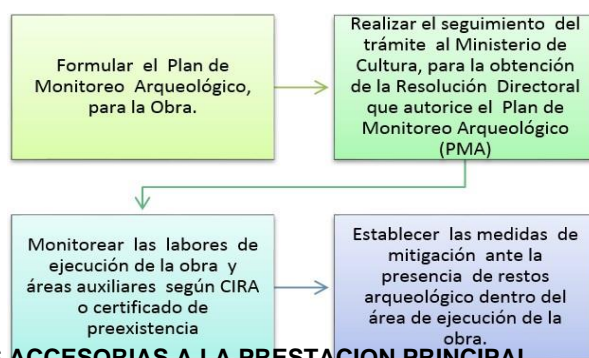 Formular el Plan de
Monitoreo Arqueológico,
para la Obra.
Realizar el seguimiento del
trámite al Ministerio de
Cultura, para la obtención
de la Resolución Directoral
que autorice el Plan de
Monitoreo Arqueológico
(PMA)
Monitorear las labores de
ejecución de la obra y
áreas auxiliares según CIRA
o certificado de
preexistencia
Establecer las medidas de
mitigación ante la
presencia de restos
arqueológico dentro del
área de ejecución de la
obra.
ACCESORIAS A LA PRESTACION PRINCIPAL